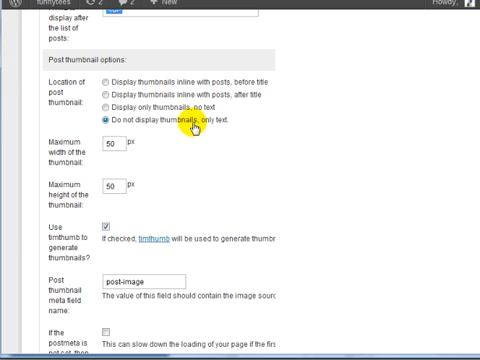 funnytees 2 2 New Howdy,
display after
the list of
posts:
Post thumbnail options:
Location of
post
thumbnail:
Display thumbnails inline with posts, before title
Display thumbnails inline with posts, after title
Display only thumbnails, no text
Do not display thumbnails, only text.
Maximum
width of the
thumbnail:
50 px
Maximum
height of the
thumbnail:
50 px
Use
timthumb to
generate
thumbnails?
If checked, timthumb will be used to generate thumbr
Post
thumbnail
meta field
name:
post-image
The value of this field should contain the image sourc
If the
postmeta is
not set, then
This can slow down the loading of your page if the firs